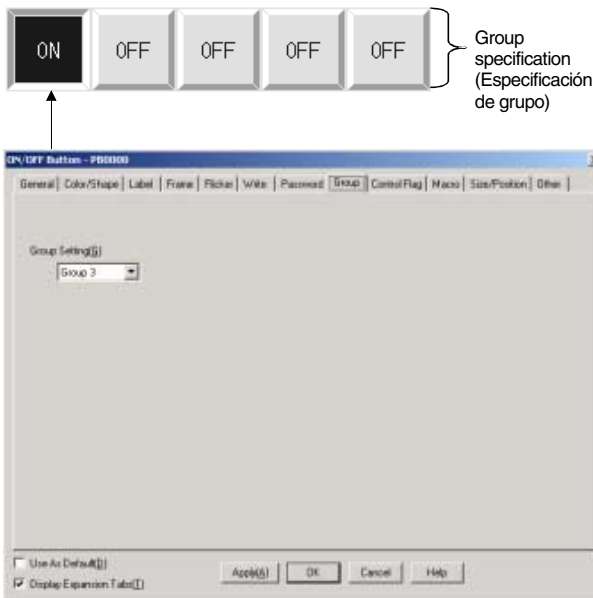 ON OFF OFF OFF OFF
Group
specification
(Especificación
de grupo)
ON/OFF Button - PB0000
General Color/Shape Label Frame Flicker Write Password Group Control Flag Macro Size/Position Other
Group Setting(G)
Group 3
Use As Default(D)
Display Expansion Tabs(T)
Apply(A) OK Cancel Help